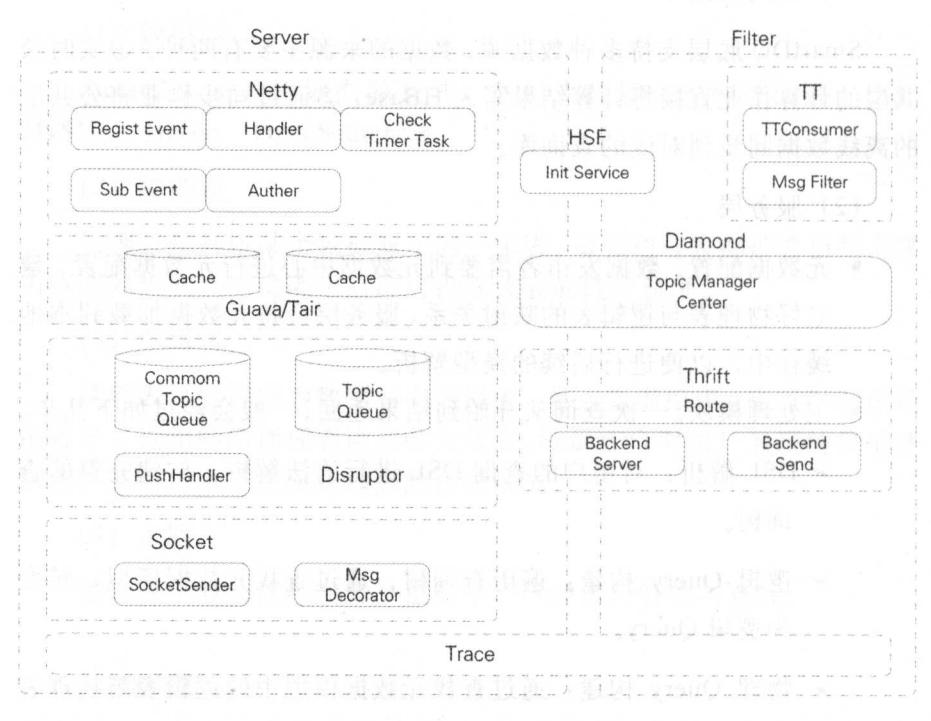 Server
Filter
Netty
Regist Event
Handler
Check
Timer Task
Sub Event
Auther
HSF
Init Service
TT
TTConsumer
Msg Filter
Cache
Cache
Guava/Tair
Diamond
Topic Manager
Center
Commom
Topic
Queue
Topic
Queue
PushHandler
Disruptor
Thrift
Route
Backend
Server
Backend
Send
Socket
SocketSender
Msg
Decorator
Trace